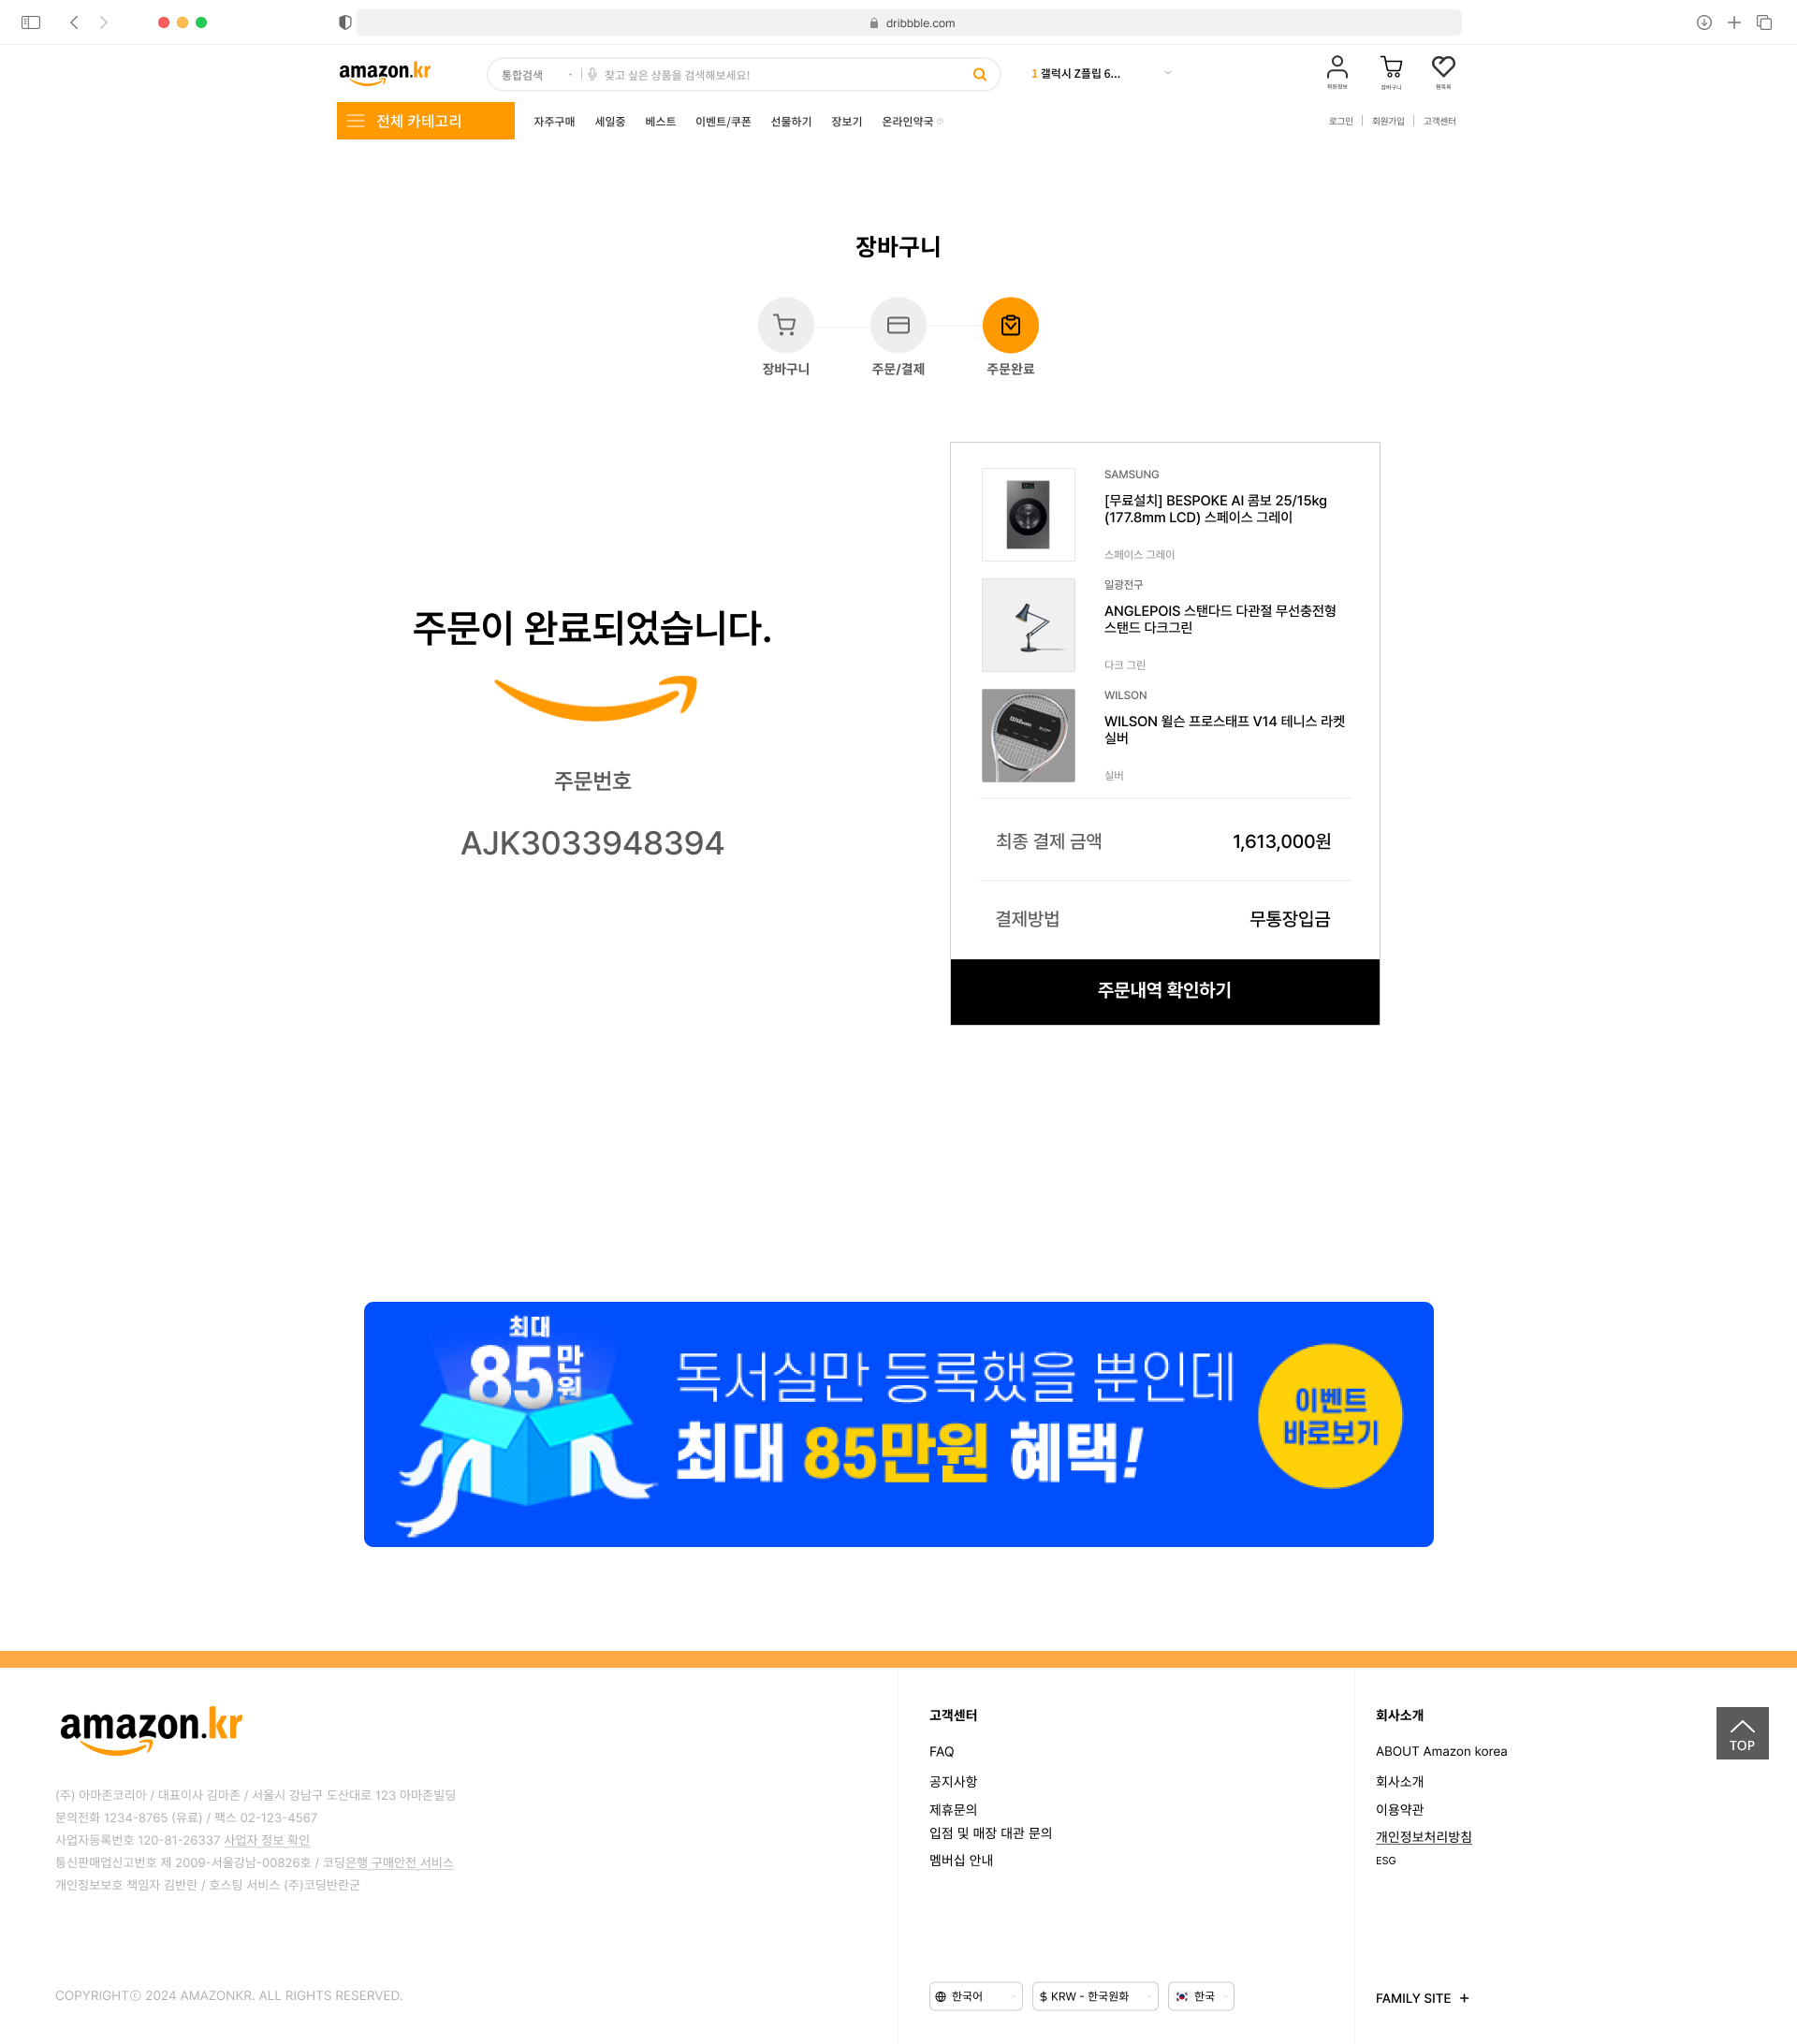 dribbble.com
amazon.kr
통합검색
찾고 싶은 상품을 검색해보세요!
1 갤럭시 Z플립 6...
회원정보
장바구니
찜목록
전체 카테고리
자주구매
세일중
베스트
이벤트/쿠폰
선물하기
장보기
온라인약국
로그인
회원가입
고객센터
장바구니
장바구니
주문/결제
주문완료
SAMSUNG
[무료설치] BESPOKE AI 콤보 25/15kg
(177.8mm LCD) 스페이스 그레이
스페이스 그레이
일광전구
ANGLEPOIS 스탠다드 다관절 무선충전형
스탠드 다크그린
다크 그린
WILSON
WILSON 윌슨 프로스태프 V14 테니스 라켓
실버
실버
Wilson
주문이 완료되었습니다.
주문번호
AJK3033948394
최종 결제 금액
1,613,000원
결제방법
무통장입금
주문내역 확인하기
최대
85만원
독서실만 등록했을 뿐인데
최대 85만원 혜택!
이벤트
바로보기
amazon.kr
(주) 아마존코리아 / 대표이사 김마존 / 서울시 강남구 도산대로 123 아마존빌딩
문의전화 1234-8765 (유료) / 팩스 02-123-4567
사업자등록번호 120-81-26337 사업자 정보 확인
통신판매업신고번호 제 2009-서울강남-00826호 / 코딩은행 구매안전 서비스
개인정보보호 책임자 김반란 / 호스팅 서비스 (주)코딩반란군
COPYRIGHTⓒ 2024 AMAZONKR. ALL RIGHTS RESERVED.
고객센터
FAQ
공지사항
제휴문의
입점 및 매장 대관 문의
멤버십 안내
한국어
$ KRW - 한국원화
한국
회사소개
ABOUT Amazon korea
회사소개
이용약관
개인정보처리방침
ESG
FAMILY SITE +
TOP